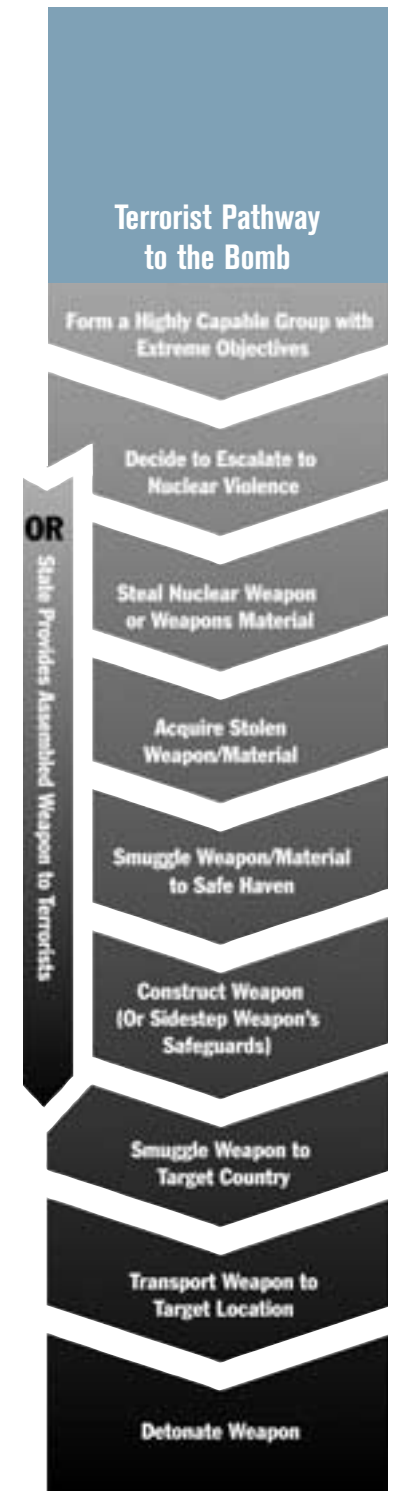 Terrorist Pathway
to the Bomb
Form a Highly Capable Group with
Extreme Objectives
Decide to Escalate to
Nuclear Violence
OR
State Provides Assembled Weapon to Terrorists
Steal Nuclear Weapon
or Weapons Material
Acquire Stolen
Weapon/Material
Smuggle Weapon/Material
to Safe Haven
Construct Weapon
(Or Sidestep Weapon's
Safeguards)
Smuggle Weapon to
Target Country
Transport Weapon to
Target Location
Detonate Weapon